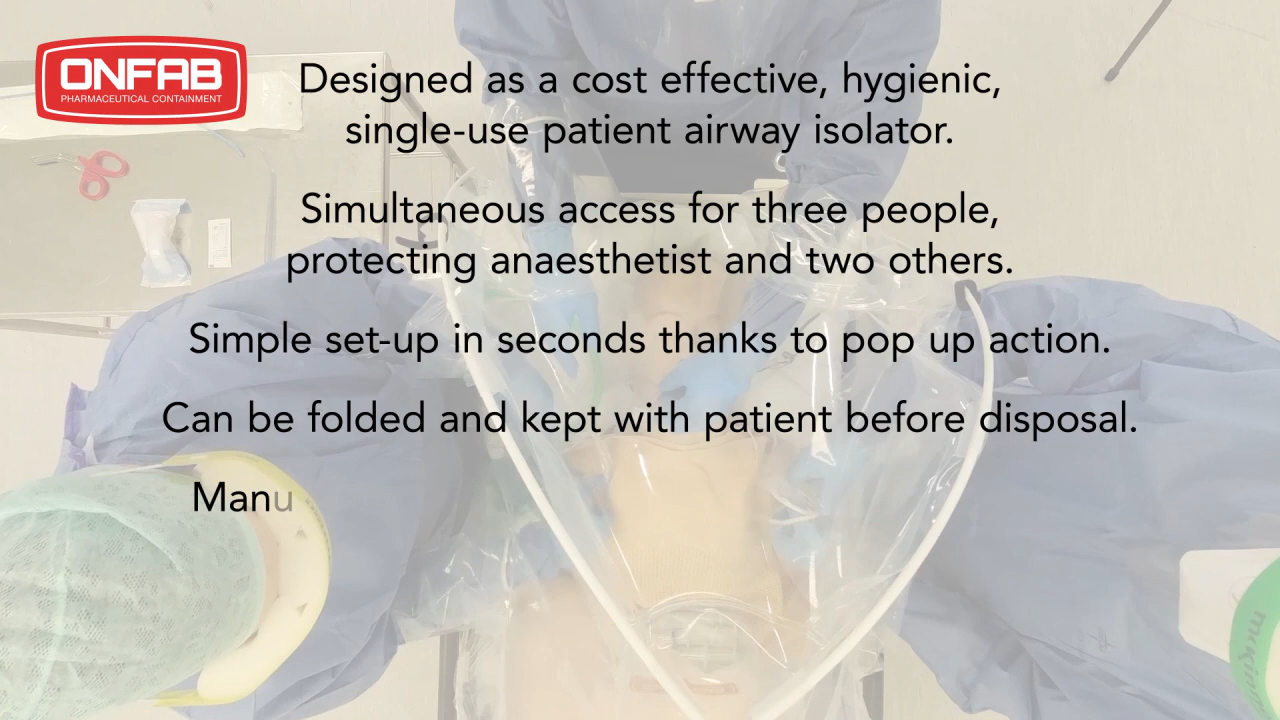 ONFAB
PHARMACEUTICAL CONTAINMENT
Designed as a cost effective, hygienic,
single-use patient airway isolator.
Simultaneous access for three people,
protecting anaesthetist and two others.
Simple set-up in seconds thanks to pop up action.
Can be folded and kept with patient before disposal.
Manu